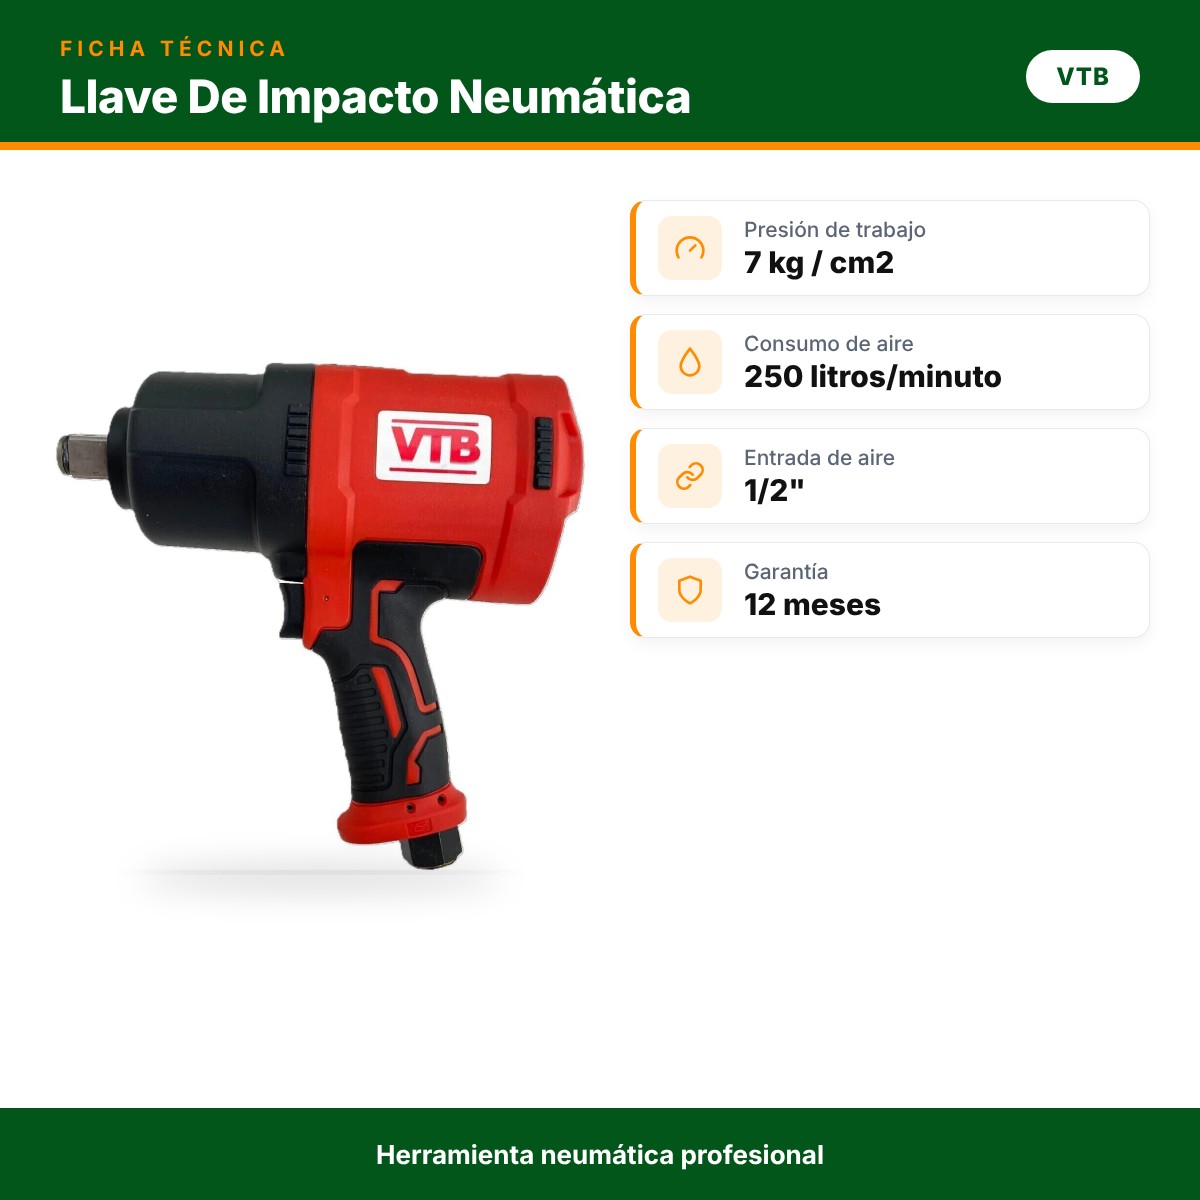 FICHA TÉCNICA
Llave De Impacto Neumática
VTB
Presión de trabajo
7 kg / cm2
Consumo de aire
250 litros/minuto
Entrada de aire
1/2"
Garantía
12 meses
VTB
Herramienta neumática profesional